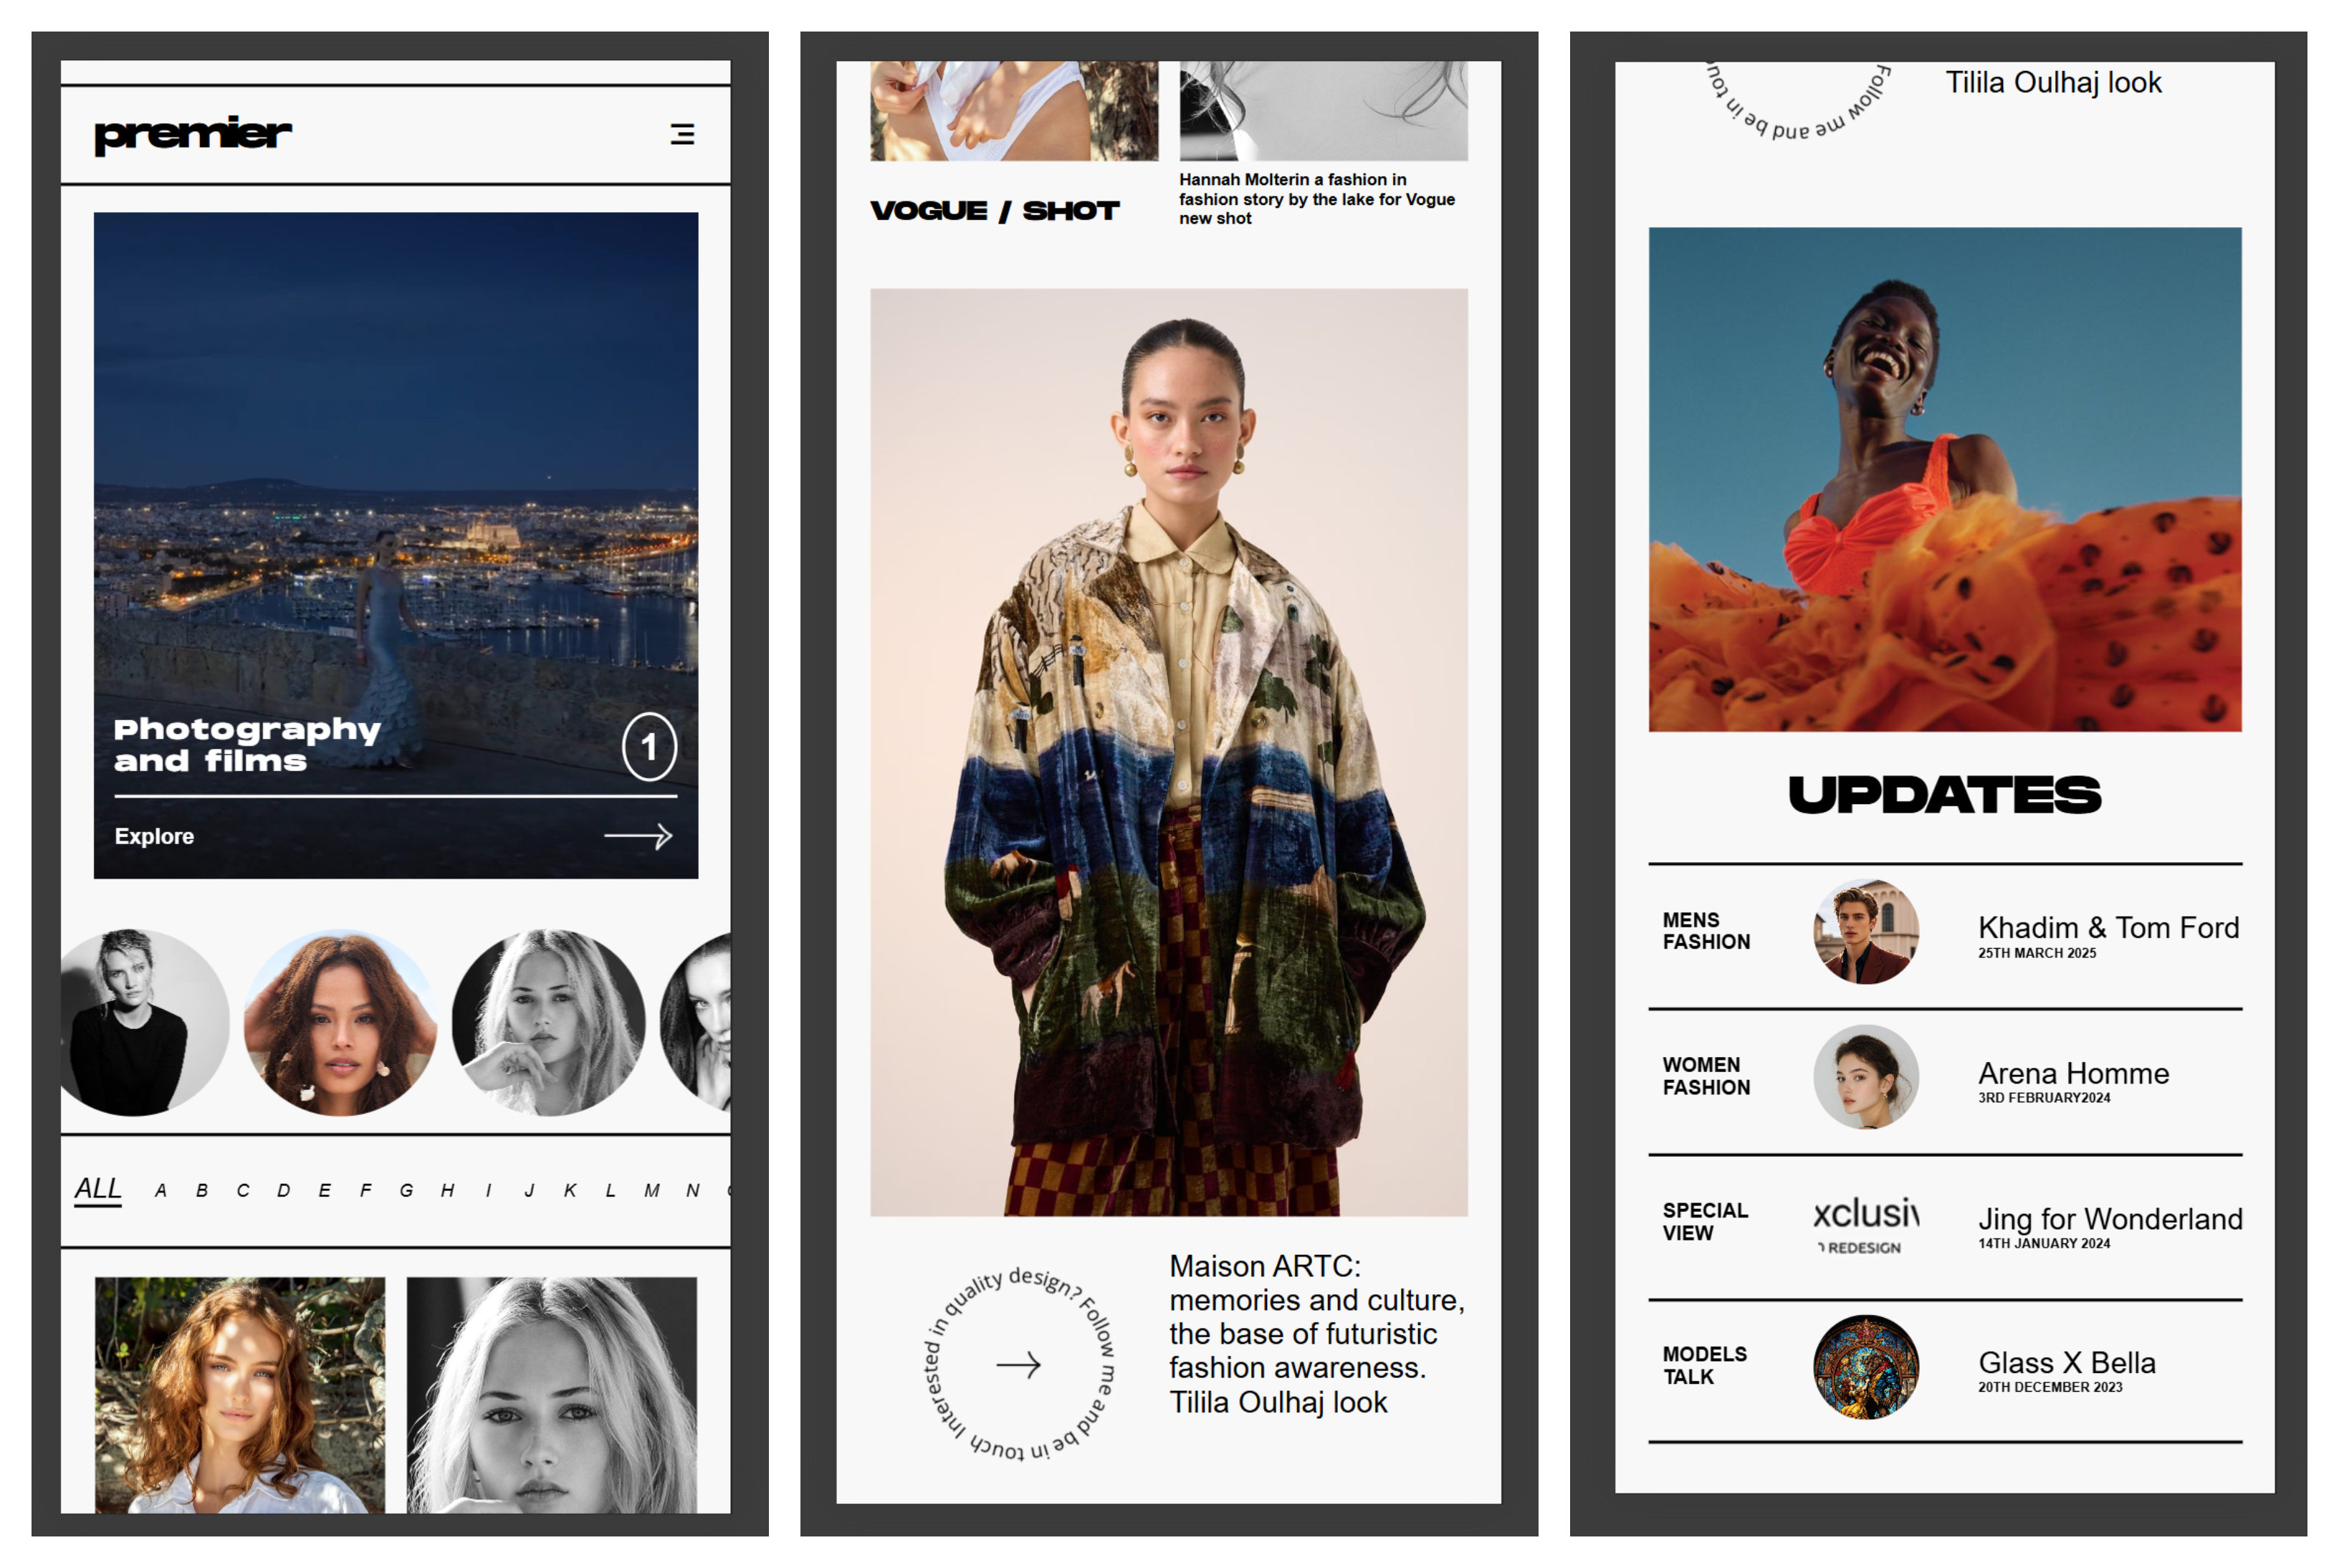 premier
Photography
and films
1
Explore
ALL A B C D E F G H I J K L M N
VOGUE / SHOT
Hannah Molterin a fashion in
fashion story by the lake for Vogue
new shot
Interested in quality design? Follow me and be in touch
Maison ARTC:
memories and culture,
the base of futuristic
fashion awareness.
Tilila Oulhaj look
Follow me and be in tou
Tilila Oulhaj look
UPDATES
MENS
FASHION
Khadim & Tom Ford
25TH MARCH 2025
WOMEN
FASHION
Arena Homme
3RD FEBRUARY2024
SPECIAL
VIEW
xclusiv
REDESIGN
Jing for Wonderland
14TH JANUARY 2024
MODELS
TALK
Glass X Bella
20TH DECEMBER 2023